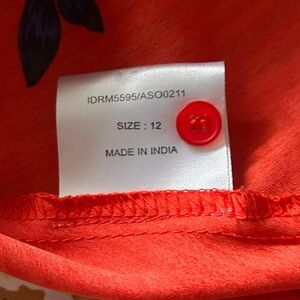 IDRM5595/ASO0211
SIZE : 12
MADE IN INDIA